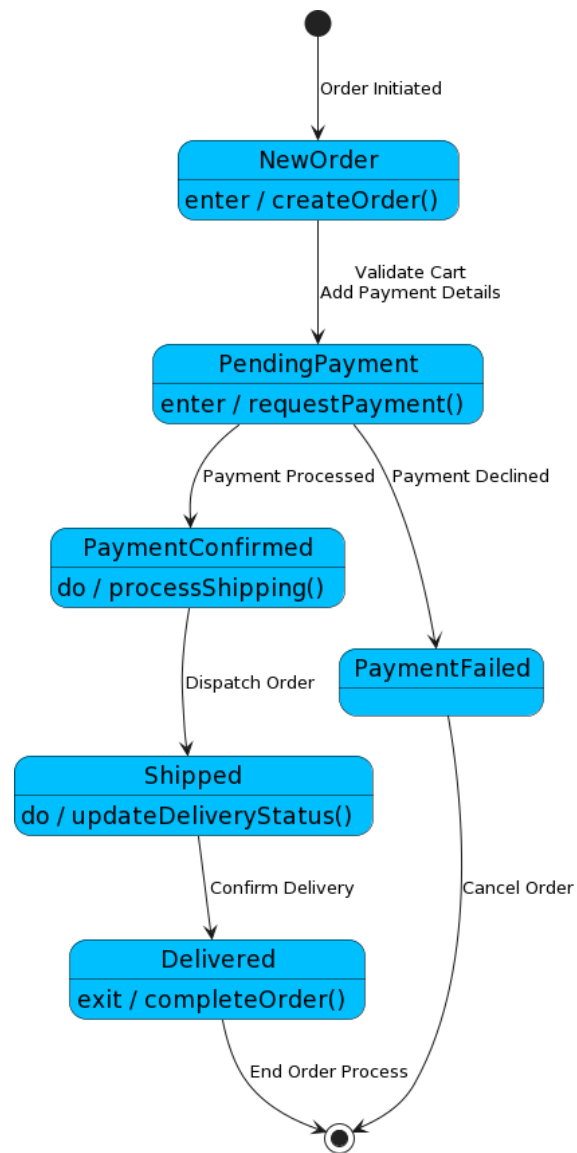 Order Initiated
NewOrder
enter / createOrder()
Validate Cart
Add Payment Details
PendingPayment
enter / requestPayment()
Payment Processed
Payment Declined
PaymentConfirmed
do / processShipping()
PaymentFailed
Dispatch Order
Shipped
do / updateDeliveryStatus()
Confirm Delivery
Cancel Order
Delivered
exit / completeOrder()
End Order Process